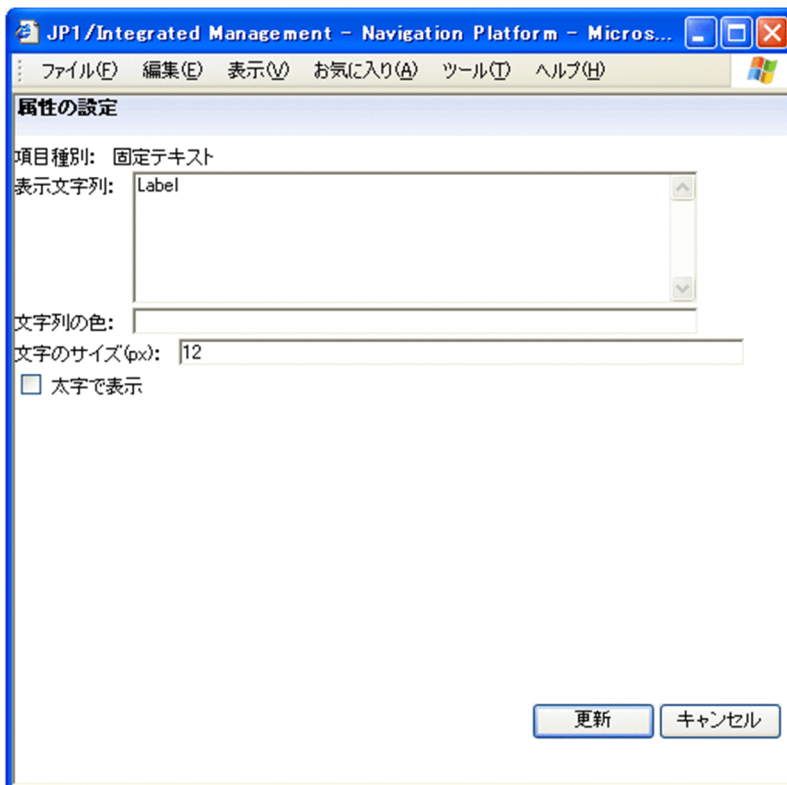 JP1/Integrated Management - Navigation Platform - Micros...
ファイル(F) 編集(E) 表示(V) お気に入り(A) ツール(T) ヘルプ(H)
属性の設定
項目種別: 固定テキスト
表示文字列: Label
文字列の色:
文字のサイズ(px): 12
太字で表示
更新 キャンセル